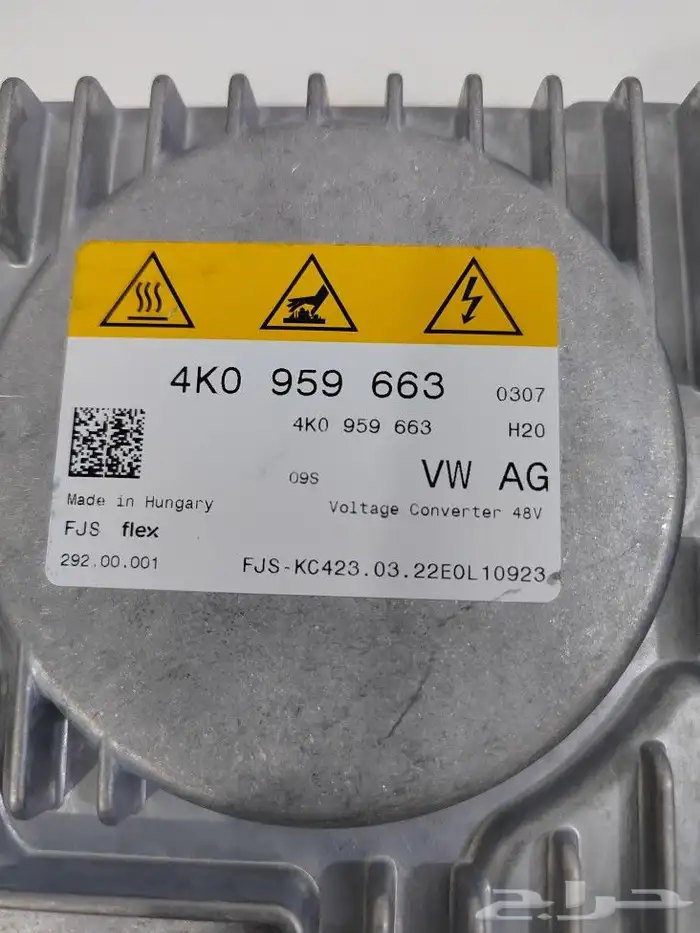 4K0 959 663 0307
4K0 959 663 H20
09S VW AG
Made in Hungary Voltage Converter 48V
FJS flex
292.00.001 FJS-KC423.03.22E0L10923
حراج